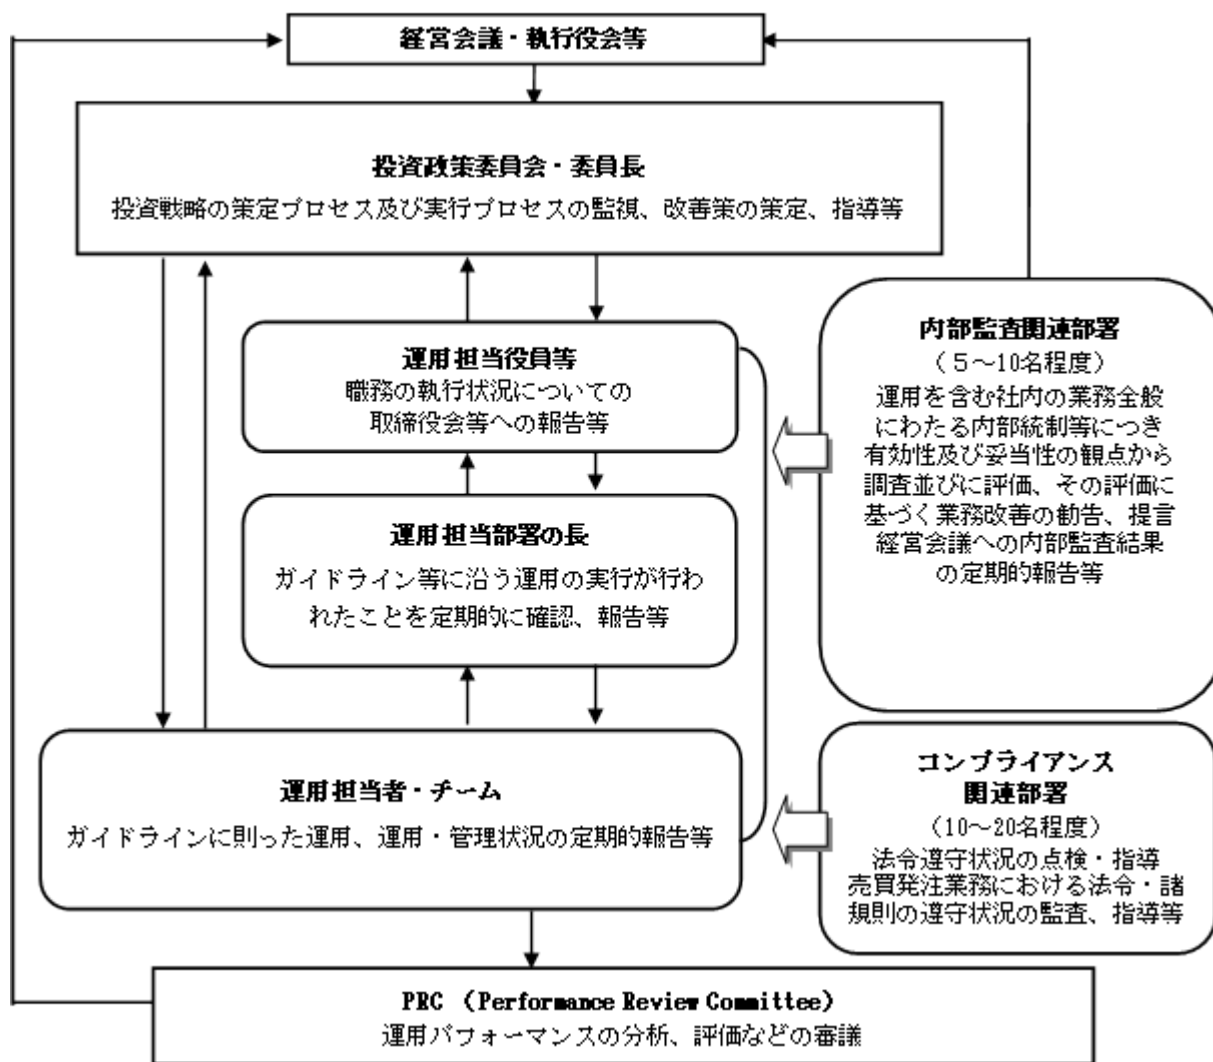 経営会議・執行役会等
投資政策委員会・委員長
投資戦略の策定プロセス及び実行プロセスの監視、改善策の策定、指導等
運用担当役員等
職務の執行状況についての
取締役会等への報告等
運用担当部署の長
ガイドライン等に沿う運用の実行が行わ
れたことを定期的に確認、報告等
運用担当者・チーム
ガイドラインに則った運用、運用・管理状況の定期的報告等
内部監査関連部署
（５～10名程度）
運用を含む社内の業務全般
にわたる内部統制等につき
有効性及び妥当性の観点から
調査並びに評価、その評価に
基づく業務改善の勧告、提言
経営会議への内部監査結果
の定期的報告等
コンプライアンス
関連部署
（10～20名程度）
法令遵守状況の点検・指導
売買発注業務における法令・諸
規則の遵守状況の監査、指導等
PRC （Performance Review Committee）
運用パフォーマンスの分析、評価などの審議